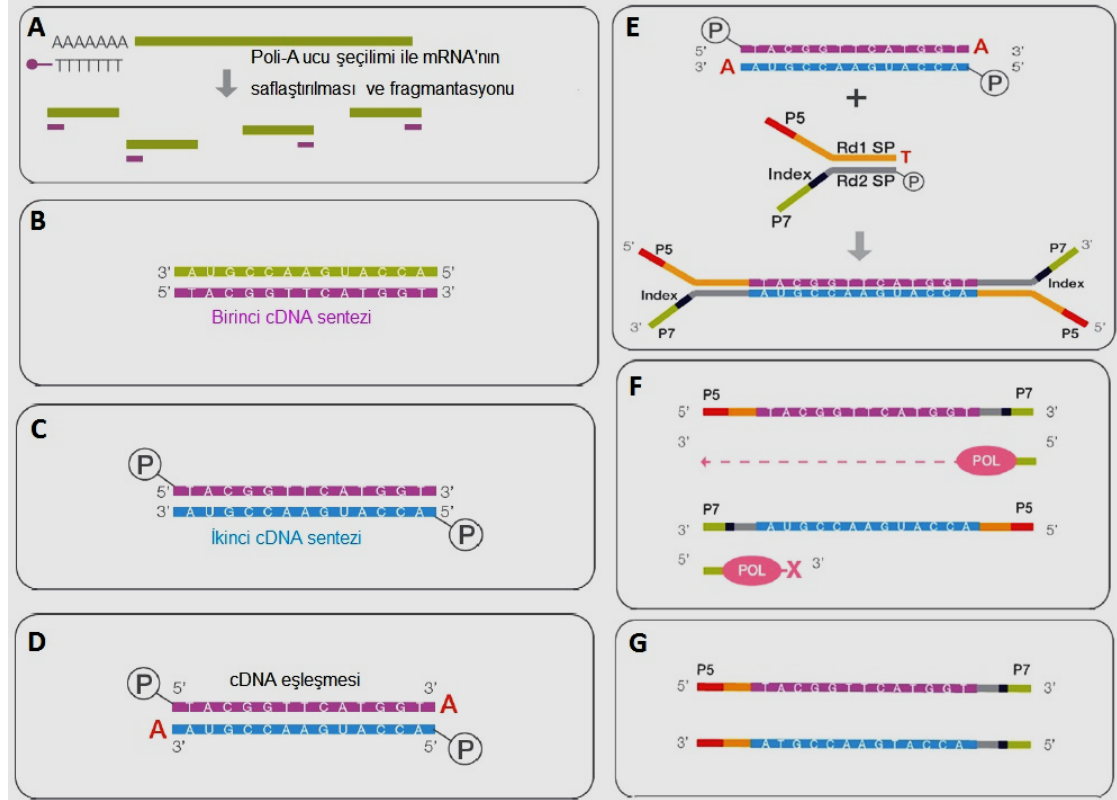 A
AAAAAAA
TTTTTT
Poli-A ucu şeçilimi ile mRNA'nın
saflaştırılması ve fragmantasyonu
B
3' A U G C C A A G U A C C A 5'
5' T A C G G T T C A T G G T 3'
Birinci cDNA sentezi
C
P
5' T A C G G T T C A T G G T 3'
3' A U G C C A A G U A C C A 5'
İkinci cDNA sentezi
P
D
P
cDNA eşleşmesi
5' 3'
T A C G G T T C A T G G T A
A A U G C C A A G U A C C A
3' 5'
P
E
P
5' T A C G G T T C A T G G T A 3'
3' A A U G C C A A G U A C C A 5'
P
+
P5
Rd1 SP T
Index Rd2 SP P
P7
5' P5 P7 3'
T A C G G T T C A T G G T
A U G C C A A G U A C C A
Index Index
3' P7 P5 5'
F
P5 P7
5' T A C G G T T C A T G G T 3'
3' 5'
POL
P7 P5
3' A U G C C A A G U A C C A 5'
5' POL X 3'
G
P5 P7
5' T A C G G T T C A T G G T 3'
3' A T G C C A A G T A C C A 5'